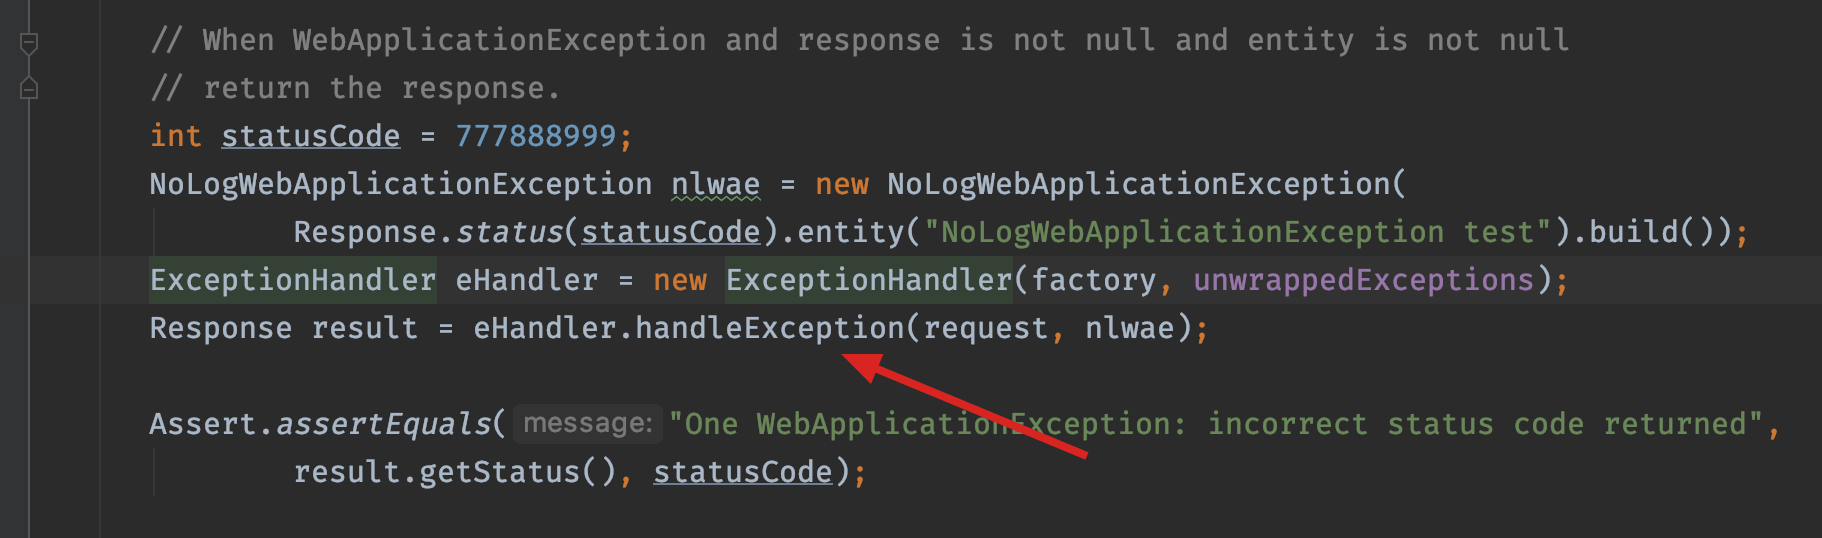 // When WebApplicationException and response is not null and entity is not null
// return the response.
int statusCode = 777888999;
NoLogWebApplicationException nlwae = new NoLogWebApplicationException(
Response.status(statusCode).entity("NoLogWebApplicationException test").build());
ExceptionHandler eHandler = new ExceptionHandler(factory, unwrappedExceptions);
Response result = eHandler.handleException(request, nlwae);
Assert.assertEquals( message: "One WebApplicationException: incorrect status code returned",
result.getStatus(), statusCode);